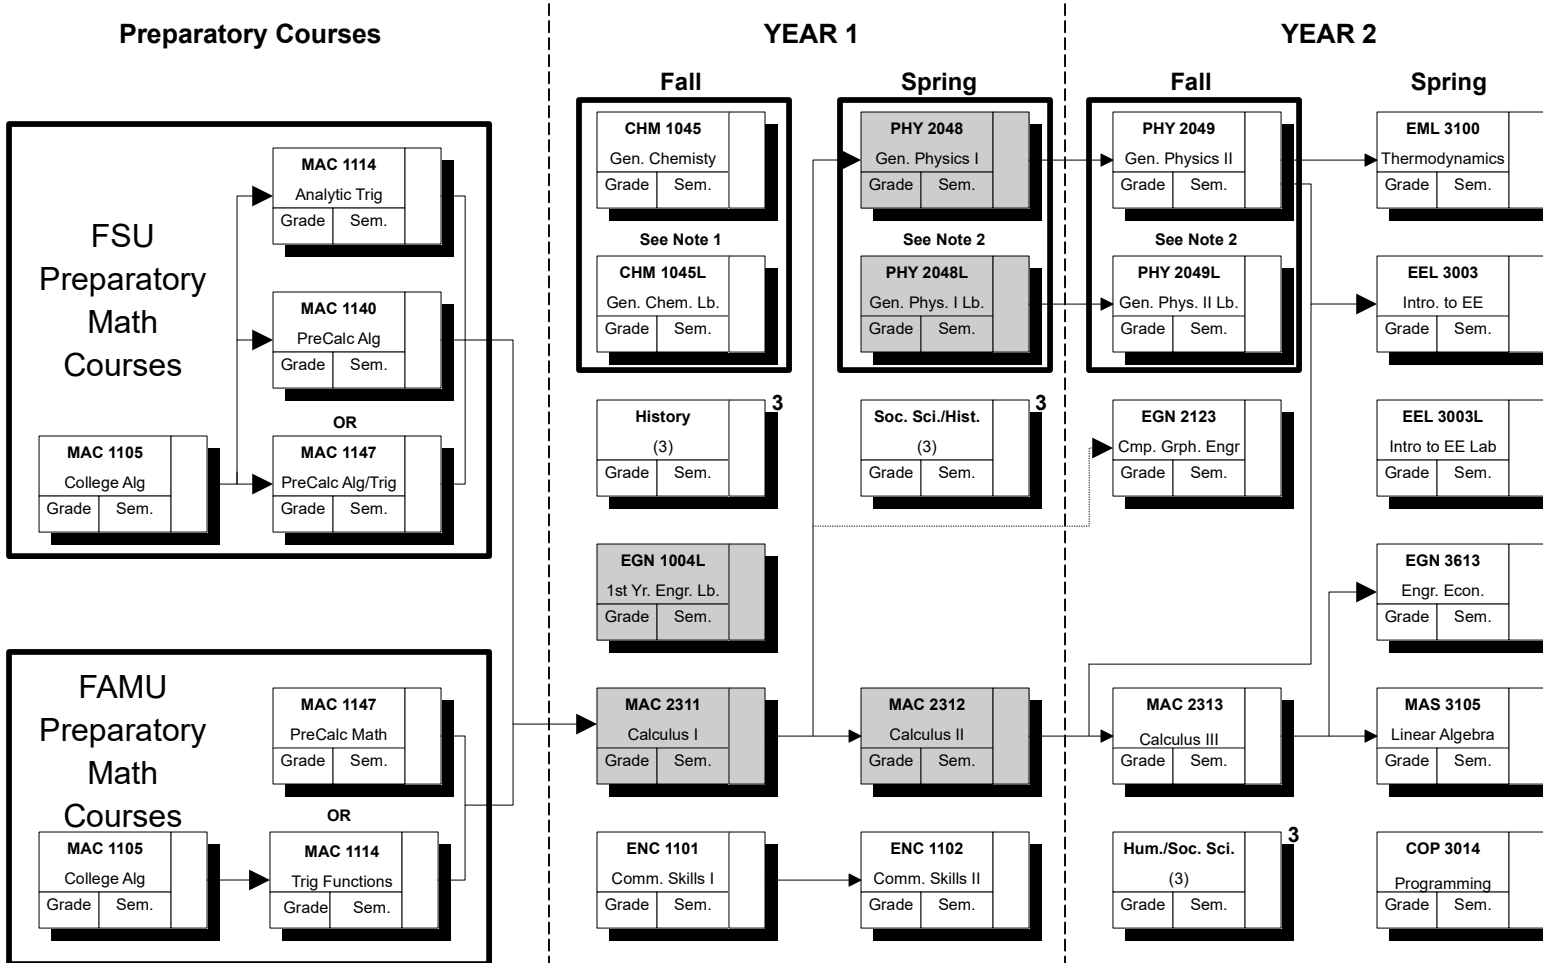 Preparatory Courses
YEAR 1
YEAR 2
Fall
Spring
Fall
Spring
FSU
Preparatory
Math
Courses
MAC 1114
Analytic Trig
Grade Sem.
MAC 1140
PreCalc Alg
Grade Sem.
OR
MAC 1105
College Alg
Grade Sem.
MAC 1147
PreCalc Alg/Trig
Grade Sem.
FAMU
Preparatory
Math
Courses
MAC 1147
PreCalc Math
Grade Sem.
OR
MAC 1105
College Alg
Grade Sem.
MAC 1114
Trig Functions
Grade Sem.
CHM 1045
Gen. Chemisty
Grade Sem.
See Note 1
CHM 1045L
Gen. Chem. Lb.
Grade Sem.
3
History
(3)
Grade Sem.
EGN 1004L
1st Yr. Engr. Lb.
Grade Sem.
MAC 2311
Calculus I
Grade Sem.
ENC 1101
Comm. Skills I
Grade Sem.
PHY 2048
Gen. Physics I
Grade Sem.
See Note 2
PHY 2048L
Gen. Phys. I Lb.
Grade Sem.
3
Soc. Sci./Hist.
(3)
Grade Sem.
MAC 2312
Calculus II
Grade Sem.
ENC 1102
Comm. Skills II
Grade Sem.
PHY 2049
Gen. Physics II
Grade Sem.
See Note 2
PHY 2049L
Gen. Phys. II Lb.
Grade Sem.
EGN 2123
Cmp. Grph. Engr
Grade Sem.
MAC 2313
Calculus III
Grade Sem.
3
Hum./Soc. Sci.
(3)
Grade Sem.
EML 3100
Thermodynamics
Grade Sem.
EEL 3003
Intro. to EE
Grade Sem.
EEL 3003L
Intro to EE Lab
Grade Sem.
EGN 3613
Engr. Econ.
Grade Sem.
MAS 3105
Linear Algebra
Grade Sem.
COP 3014
Programming
Grade Sem.